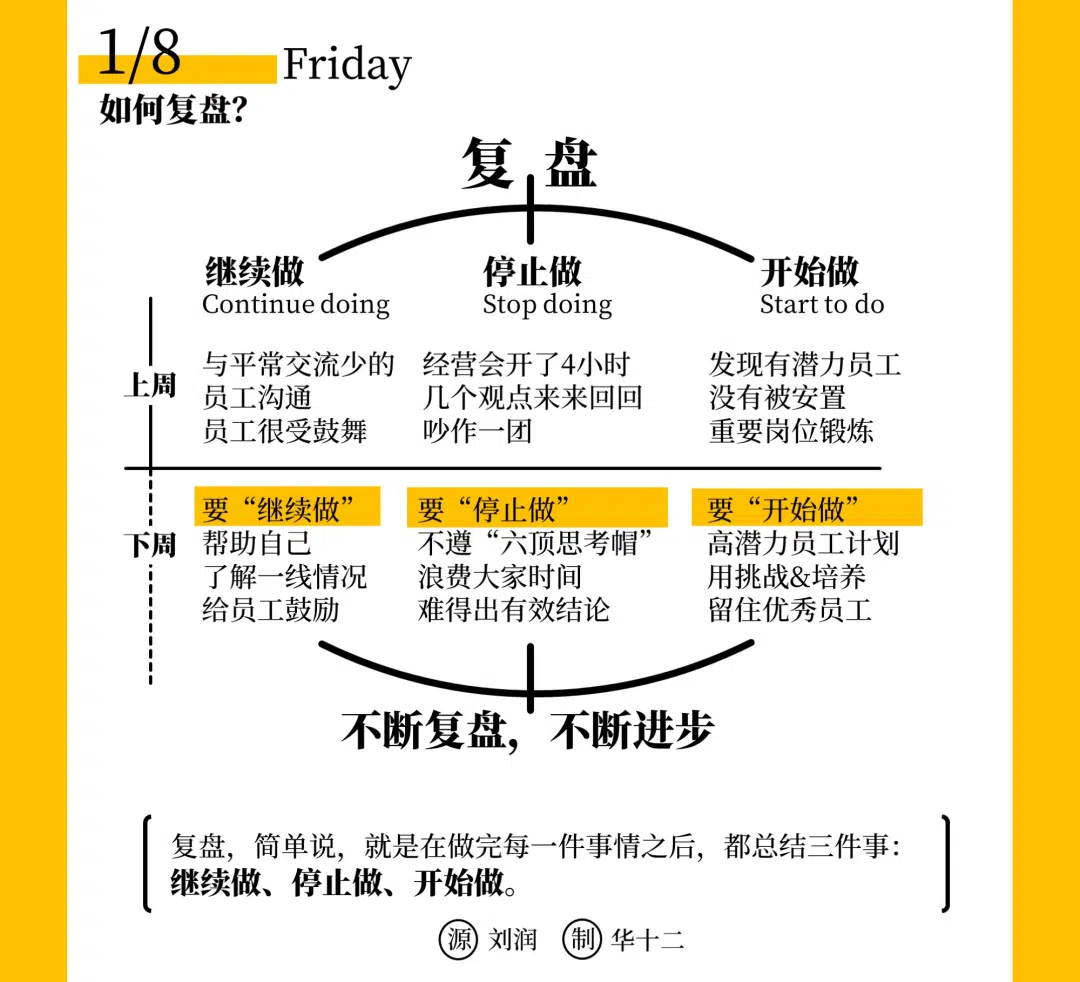 1/8 Friday
如何复盘？
复 盘
继续做 停止做 开始做
Continue doing Stop doing Start to do
上周
与平常交流少的
员工沟通
员工很受鼓舞
经营会开了4小时
几个观点来来回回
吵作一团
发现有潜力员工
没有被安置
重要岗位锻炼
下周
要“继续做”
帮助自己
了解一线情况
给员工鼓励
要“停止做”
不遵“六顶思考帽”
浪费大家时间
难得出有效结论
要“开始做”
高潜力员工计划
用挑战&培养
留住优秀员工
不断复盘，不断进步
复盘，简单说，就是在做完每一件事情之后，都总结三件事：
继续做、停止做、开始做。
源 刘润 制 华十二